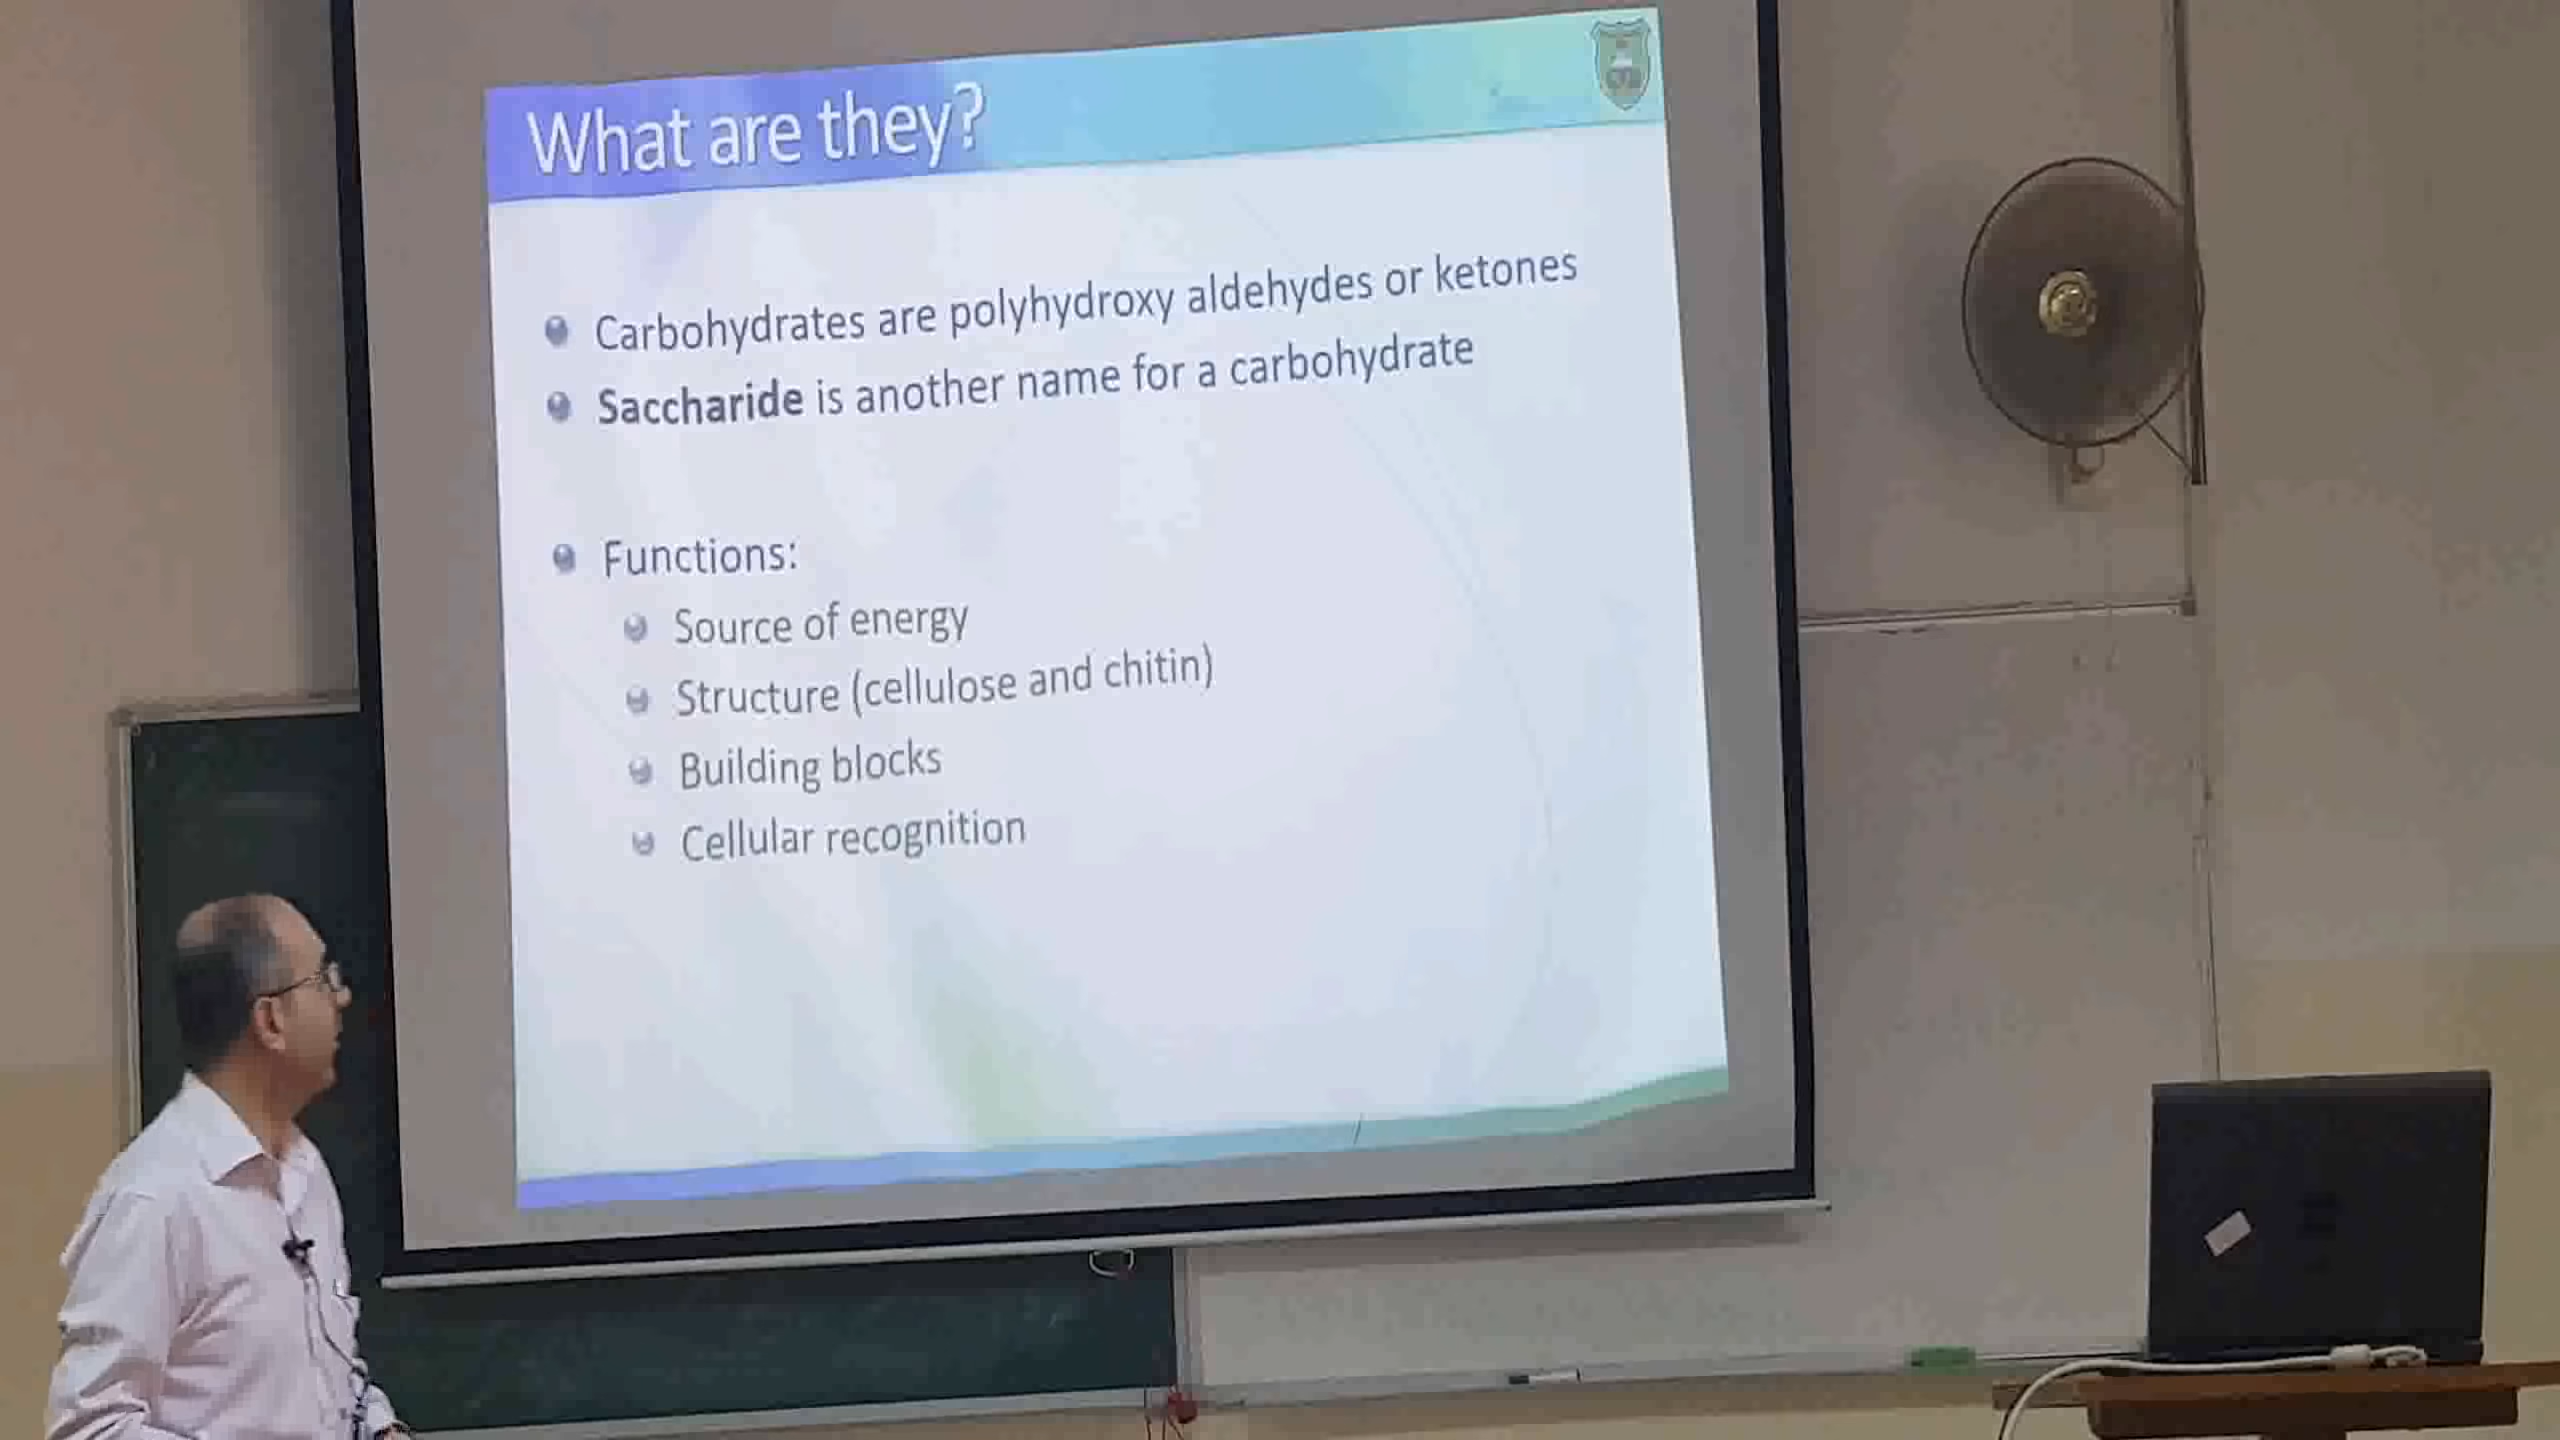 What are they?
Carbohydrates are polyhydroxy aldehydes or ketones
Saccharide is another name for a carbohydrate
Functions:
Source of energy
Structure (cellulose and chitin)
Building blocks
Cellular recognition